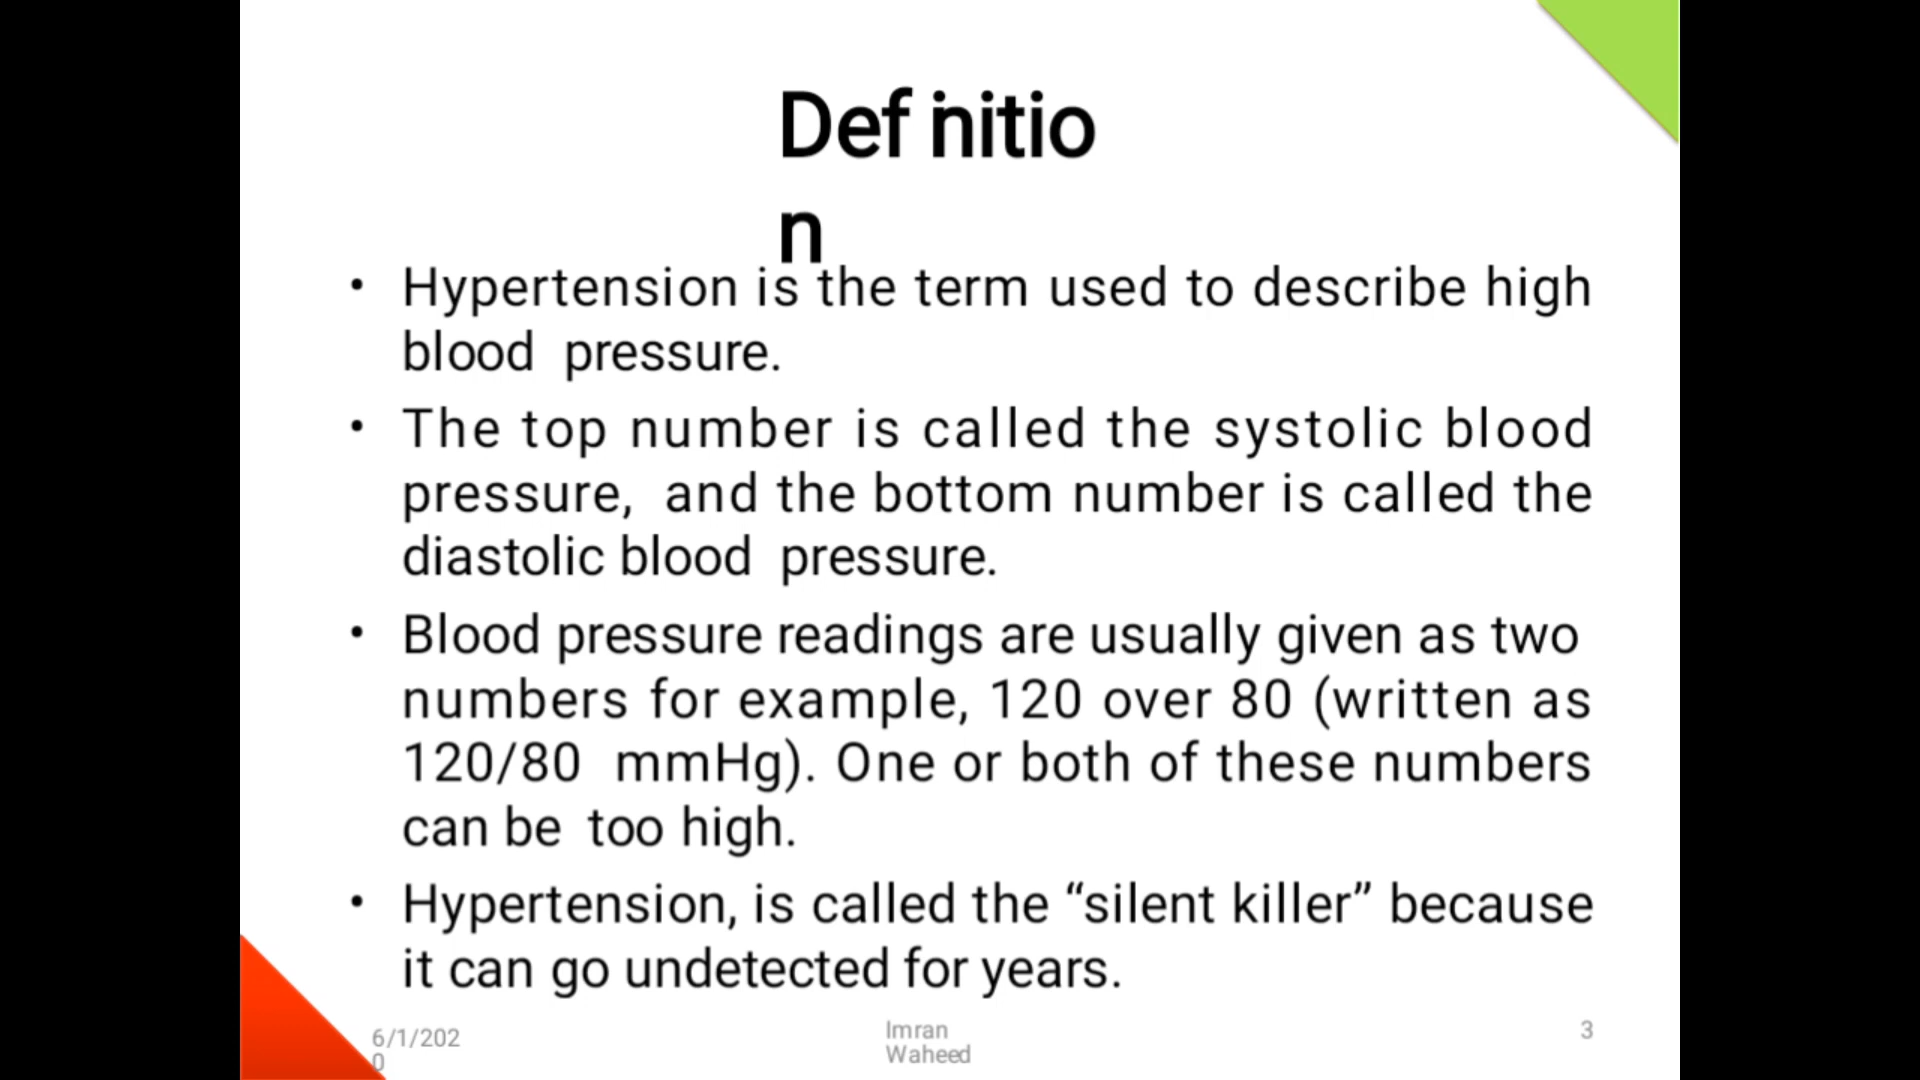 Definitio
n
• Hypertension is the term used to describe high
blood pressure.
• The top number is called the systolic blood
pressure, and the bottom number is called the
diastolic blood pressure.
• Blood pressure readings are usually given as two
numbers for example, 120 over 80 (written as
120/80 mmHg). One or both of these numbers
can be too high.
• Hypertension, is called the “silent killer” because
it can go undetected for years.
6/1/202
0
Imran
Waheed
3